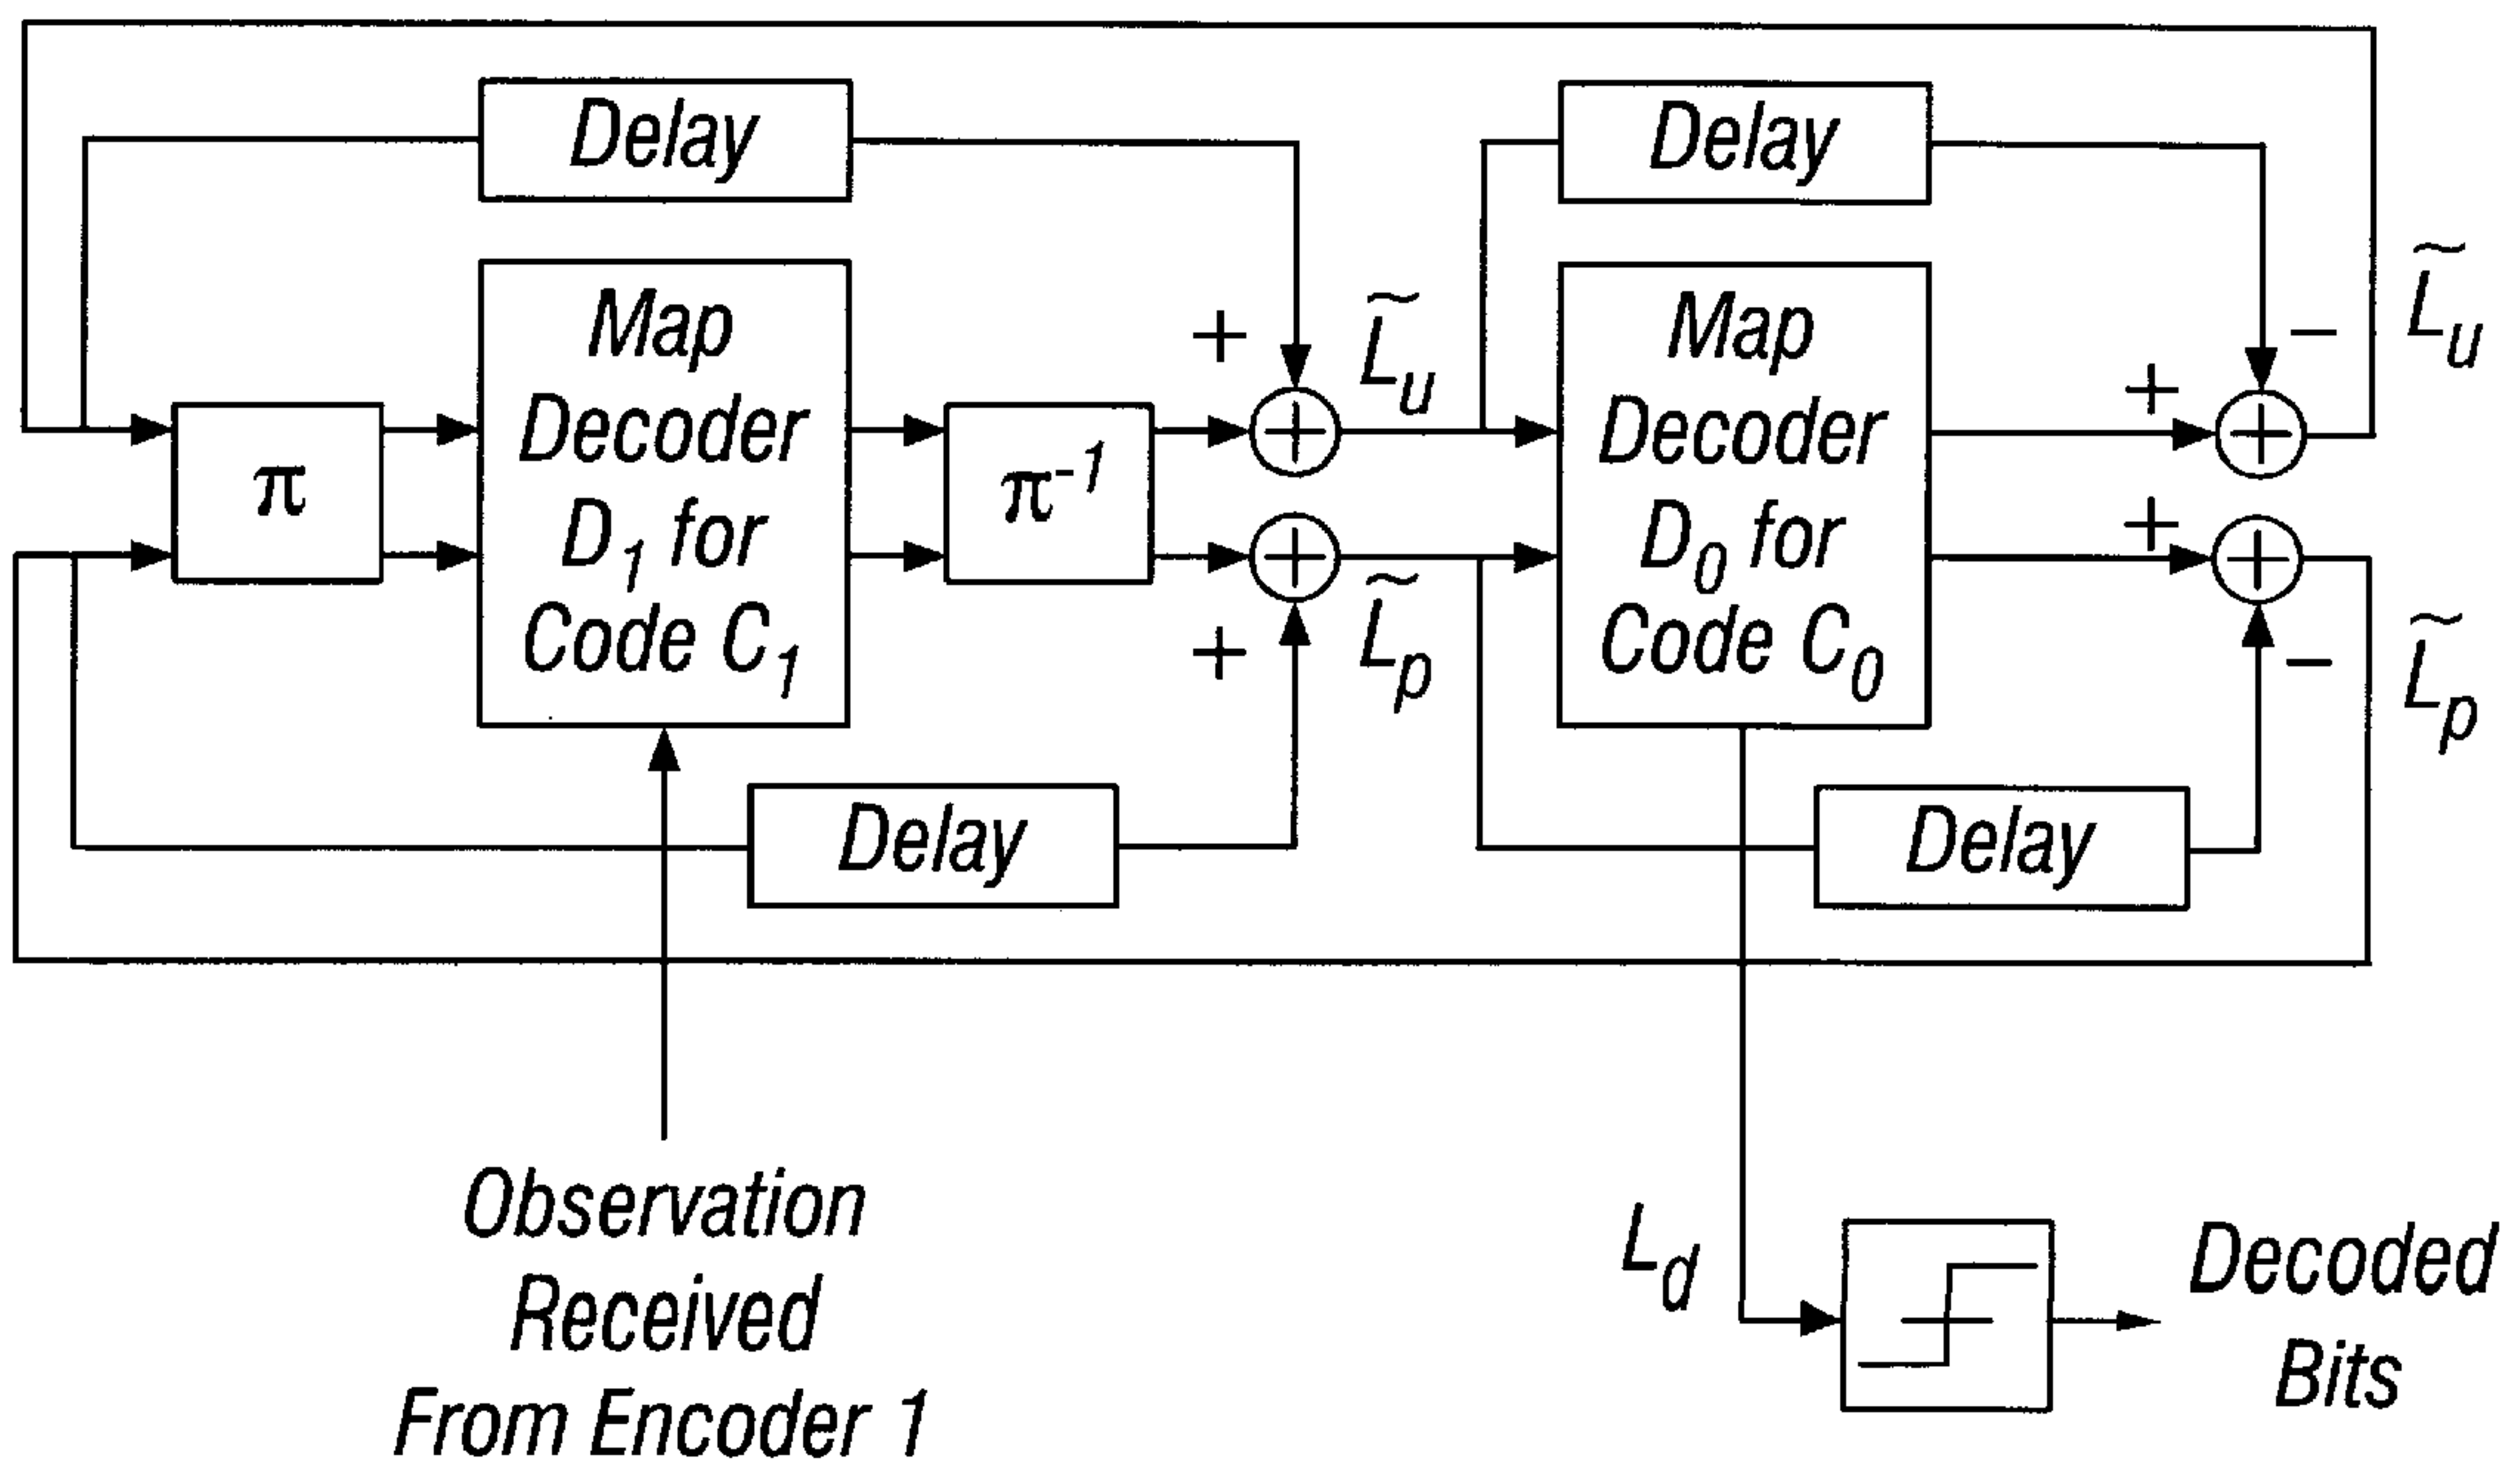 Delay
Delay
Map
Decoder
D₁ for
Code C₁
Map
Decoder
D₀ for
Code C₀
π
π⁻¹
+
L̃ᵤ
+
L̃ₚ
−
L̃ᵤ
+
+
−
L̃ₚ
Delay
Delay
Observation
Received
From Encoder 1
L_d
Decoded
Bits